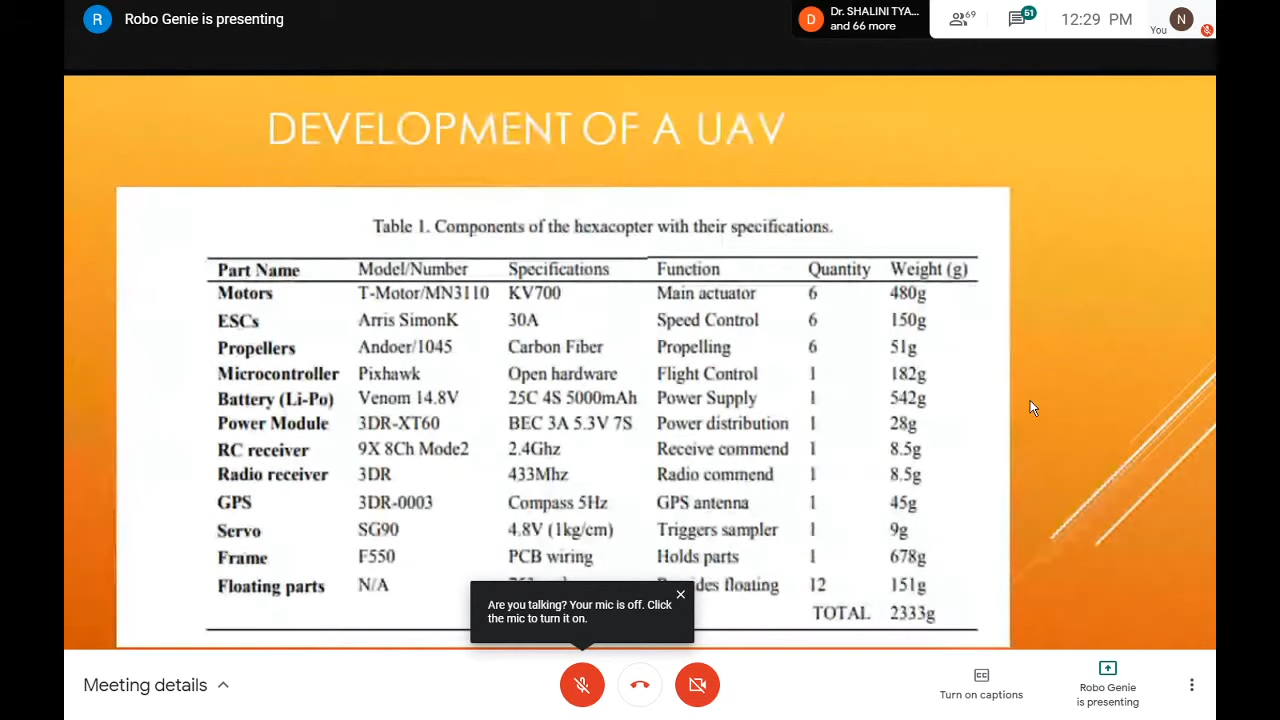 R Robo Genie is presenting
D Dr. SHALINI TYA...
and 66 more
69
51
12:29 PM
You N
DEVELOPMENT OF A UAV
Table 1. Components of the hexacopter with their specifications.
Part Name Model/Number Specifications Function Quantity Weight (g)
Motors T-Motor/MN3110 KV700 Main actuator 6 480g
ESCs Arris SimonK 30A Speed Control 6 150g
Propellers Andoer/1045 Carbon Fiber Propelling 6 51g
Microcontroller Pixhawk Open hardware Flight Control 1 182g
Battery (Li-Po) Venom 14.8V 25C 4S 5000mAh Power Supply 1 542g
Power Module 3DR-XT60 BEC 3A 5.3V 7S Power distribution 1 28g
RC receiver 9X 8Ch Mode2 2.4Ghz Receive commend 1 8.5g
Radio receiver 3DR 433Mhz Radio commend 1 8.5g
GPS 3DR-0003 Compass 5Hz GPS antenna 1 45g
Servo SG90 4.8V (1kg/cm) Triggers sampler 1 9g
Frame F550 PCB wiring Holds parts 1 678g
Floating parts N/A floating 12 151g
TOTAL 2333g
Are you talking? Your mic is off. Click
the mic to turn it on.
Meeting details
Turn on captions
Robo Genie
is presenting